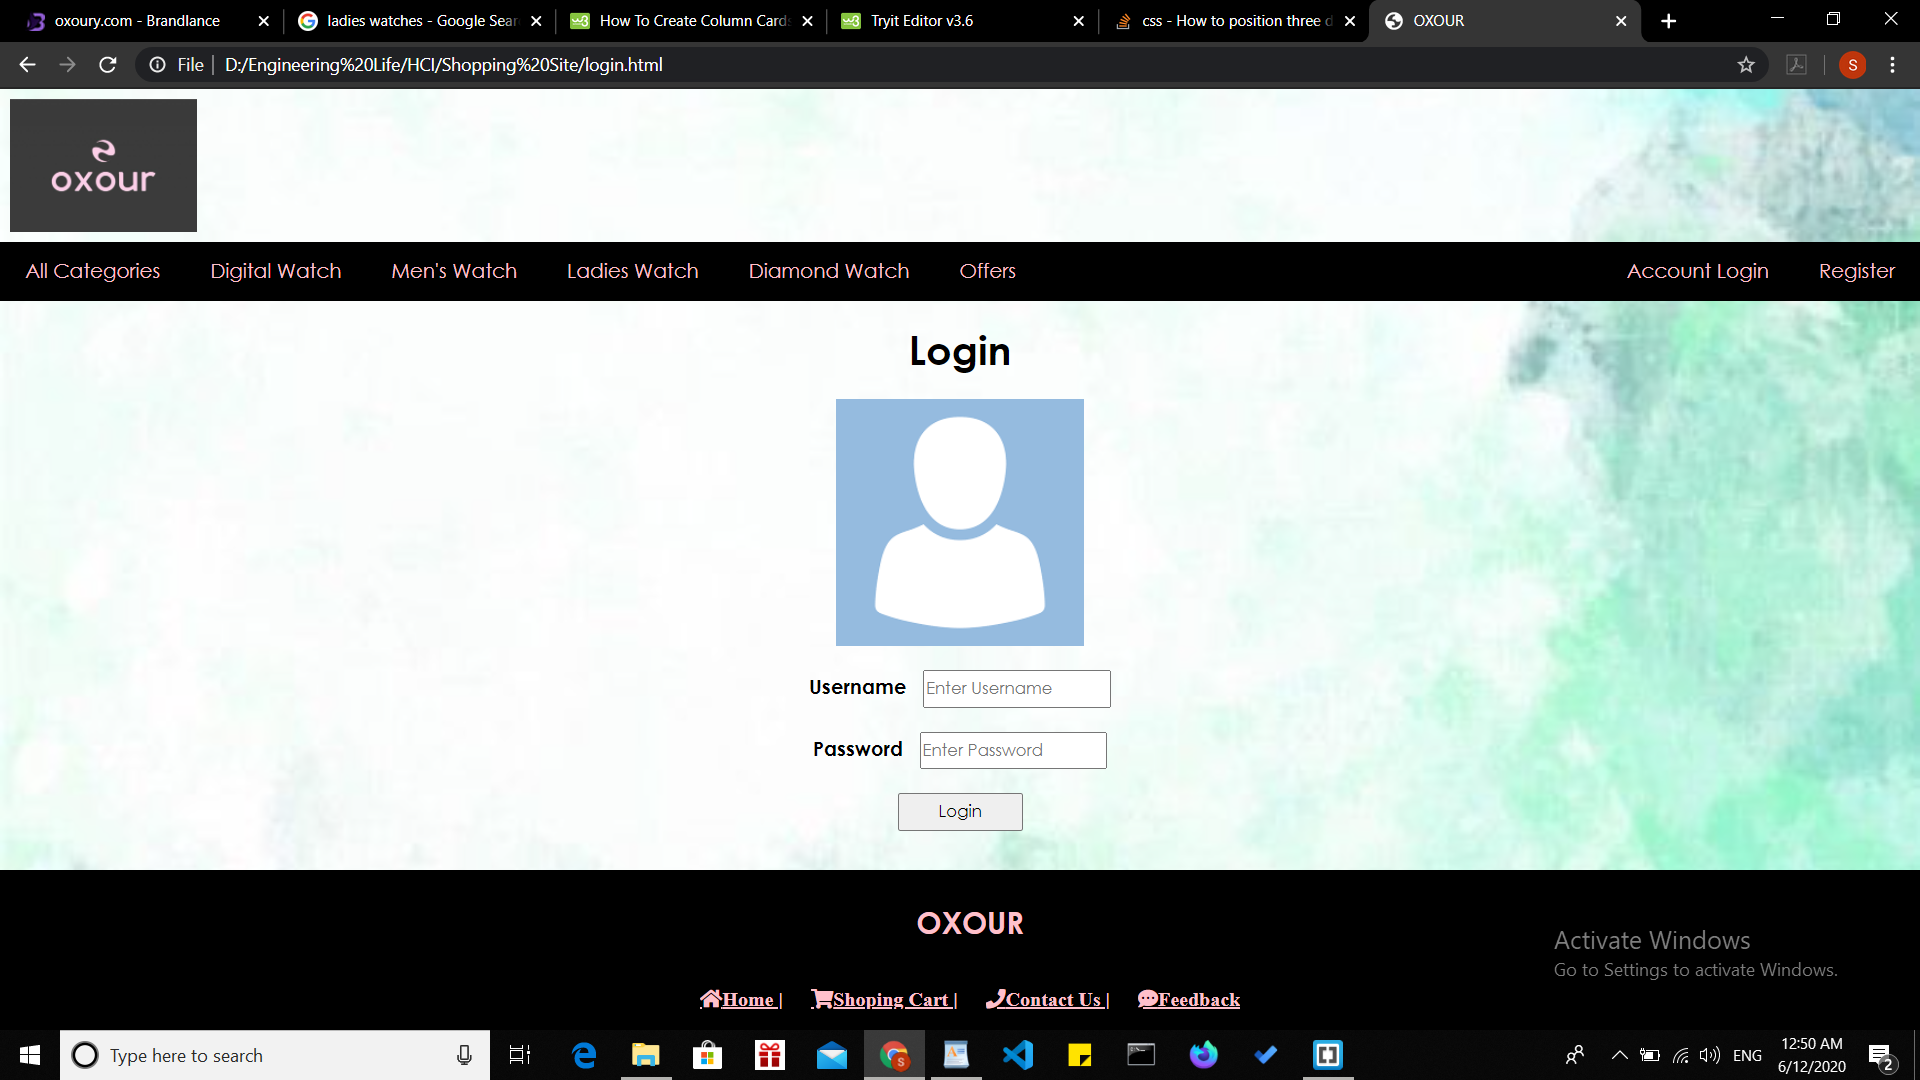 oxoury.com - Brandlance
ladies watches - Google Sear
How To Create Column Cards
Tryit Editor v3.6
css - How to position three d
OXOUR
File
D:/Engineering%20Life/HCI/Shopping%20Site/login.html
S
oxour
All Categories
Digital Watch
Men's Watch
Ladies Watch
Diamond Watch
Offers
Account Login
Register
Login
Username
Enter Username
Password
Enter Password
Login
OXOUR
Activate Windows
Go to Settings to activate Windows.
Home |
Shoping Cart |
Contact Us |
Feedback
Type here to search
S
ENG
12:50 AM
6/12/2020
2